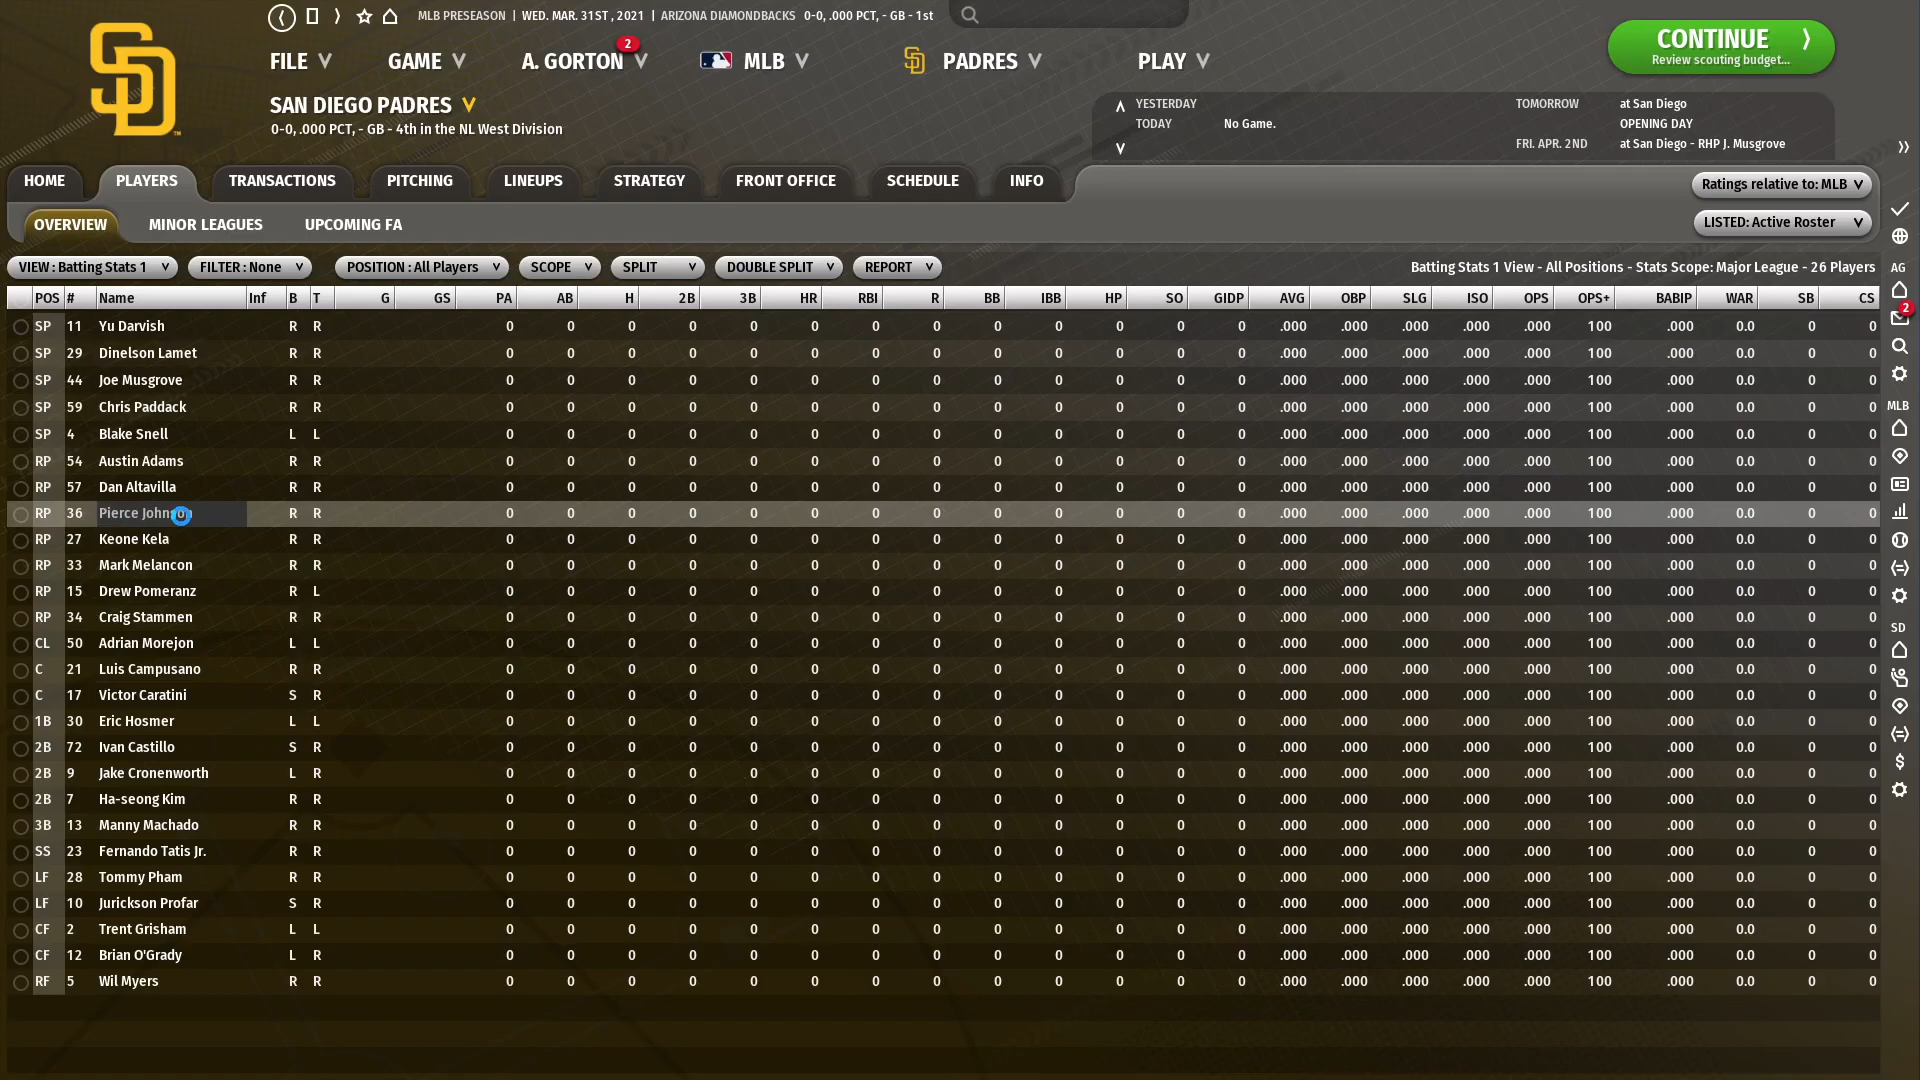 MLB PRESEASON | WED. MAR. 31ST , 2021 | ARIZONA DIAMONDBACKS 0-0, .000 PCT, - GB - 1st
FILE GAME A. GORTON 2 MLB PADRES PLAY
CONTINUE
Review scouting budget...
SAN DIEGO PADRES
0-0, .000 PCT, - GB - 4th in the NL West Division
YESTERDAY TOMORROW at San Diego
TODAY No Game. OPENING DAY
FRI. APR. 2ND at San Diego - RHP J. Musgrove
HOME PLAYERS TRANSACTIONS PITCHING LINEUPS STRATEGY FRONT OFFICE SCHEDULE INFO
Ratings relative to: MLB
OVERVIEW MINOR LEAGUES UPCOMING FA
LISTED: Active Roster
VIEW : Batting Stats 1 FILTER : None POSITION : All Players SCOPE SPLIT DOUBLE SPLIT REPORT Batting Stats 1 View - All Positions - Stats Scope: Major League - 26 Players
POS # Name Inf B T G GS PA AB H 2B 3B HR RBI R BB IBB HP SO GIDP AVG OBP SLG ISO OPS OPS+ BABIP WAR SB CS
SP 11 Yu Darvish R R 0 0 0 0 0 0 0 0 0 0 0 0 0 .000 .000 .000 .000 .000 100 .000 0.0 0 0
SP 29 Dinelson Lamet R R 0 0 0 0 0 0 0 0 0 0 0 0 0 .000 .000 .000 .000 .000 100 .000 0.0 0 0
SP 44 Joe Musgrove R R 0 0 0 0 0 0 0 0 0 0 0 0 0 .000 .000 .000 .000 .000 100 .000 0.0 0 0
SP 59 Chris Paddack R R 0 0 0 0 0 0 0 0 0 0 0 0 0 .000 .000 .000 .000 .000 100 .000 0.0 0 0
SP 4 Blake Snell L L 0 0 0 0 0 0 0 0 0 0 0 0 0 .000 .000 .000 .000 .000 100 .000 0.0 0 0
RP 54 Austin Adams R R 0 0 0 0 0 0 0 0 0 0 0 0 0 .000 .000 .000 .000 .000 100 .000 0.0 0 0
RP 57 Dan Altavilla R R 0 0 0 0 0 0 0 0 0 0 0 0 0 .000 .000 .000 .000 .000 100 .000 0.0 0 0
RP 36 Pierce Johnson R R 0 0 0 0 0 0 0 0 0 0 0 0 0 .000 .000 .000 .000 .000 100 .000 0.0 0 0
RP 27 Keone Kela R R 0 0 0 0 0 0 0 0 0 0 0 0 0 .000 .000 .000 .000 .000 100 .000 0.0 0 0
RP 33 Mark Melancon R R 0 0 0 0 0 0 0 0 0 0 0 0 0 .000 .000 .000 .000 .000 100 .000 0.0 0 0
RP 15 Drew Pomeranz R L 0 0 0 0 0 0 0 0 0 0 0 0 0 .000 .000 .000 .000 .000 100 .000 0.0 0 0
RP 34 Craig Stammen R R 0 0 0 0 0 0 0 0 0 0 0 0 0 .000 .000 .000 .000 .000 100 .000 0.0 0 0
CL 50 Adrian Morejon L L 0 0 0 0 0 0 0 0 0 0 0 0 0 .000 .000 .000 .000 .000 100 .000 0.0 0 0
C 21 Luis Campusano R R 0 0 0 0 0 0 0 0 0 0 0 0 0 .000 .000 .000 .000 .000 100 .000 0.0 0 0
C 17 Victor Caratini S R 0 0 0 0 0 0 0 0 0 0 0 0 0 .000 .000 .000 .000 .000 100 .000 0.0 0 0
1B 30 Eric Hosmer L L 0 0 0 0 0 0 0 0 0 0 0 0 0 .000 .000 .000 .000 .000 100 .000 0.0 0 0
2B 72 Ivan Castillo S R 0 0 0 0 0 0 0 0 0 0 0 0 0 .000 .000 .000 .000 .000 100 .000 0.0 0 0
2B 9 Jake Cronenworth L R 0 0 0 0 0 0 0 0 0 0 0 0 0 .000 .000 .000 .000 .000 100 .000 0.0 0 0
2B 7 Ha-seong Kim R R 0 0 0 0 0 0 0 0 0 0 0 0 0 .000 .000 .000 .000 .000 100 .000 0.0 0 0
3B 13 Manny Machado R R 0 0 0 0 0 0 0 0 0 0 0 0 0 .000 .000 .000 .000 .000 100 .000 0.0 0 0
SS 23 Fernando Tatis Jr. R R 0 0 0 0 0 0 0 0 0 0 0 0 0 .000 .000 .000 .000 .000 100 .000 0.0 0 0
LF 28 Tommy Pham R R 0 0 0 0 0 0 0 0 0 0 0 0 0 .000 .000 .000 .000 .000 100 .000 0.0 0 0
LF 10 Jurickson Profar S R 0 0 0 0 0 0 0 0 0 0 0 0 0 .000 .000 .000 .000 .000 100 .000 0.0 0 0
CF 2 Trent Grisham L L 0 0 0 0 0 0 0 0 0 0 0 0 0 .000 .000 .000 .000 .000 100 .000 0.0 0 0
CF 12 Brian O'Grady L R 0 0 0 0 0 0 0 0 0 0 0 0 0 .000 .000 .000 .000 .000 100 .000 0.0 0 0
RF 5 Wil Myers R R 0 0 0 0 0 0 0 0 0 0 0 0 0 .000 .000 .000 .000 .000 100 .000 0.0 0 0
AG
2
MLB
SD